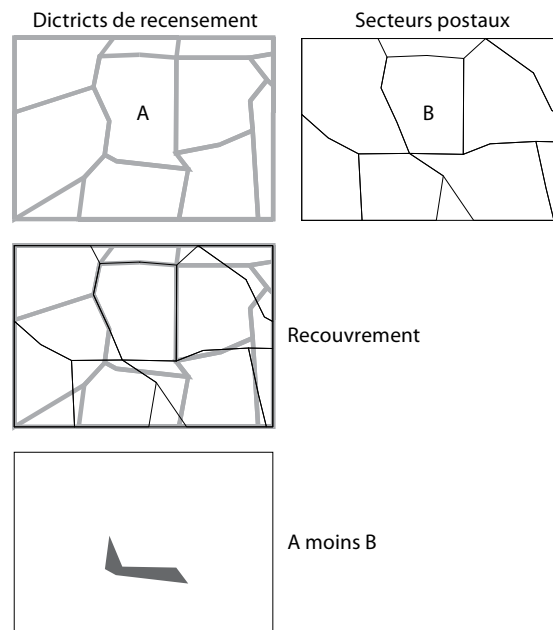 Dictricts de recensement
Secteurs postaux
A
B
Recouvrement
A moins B